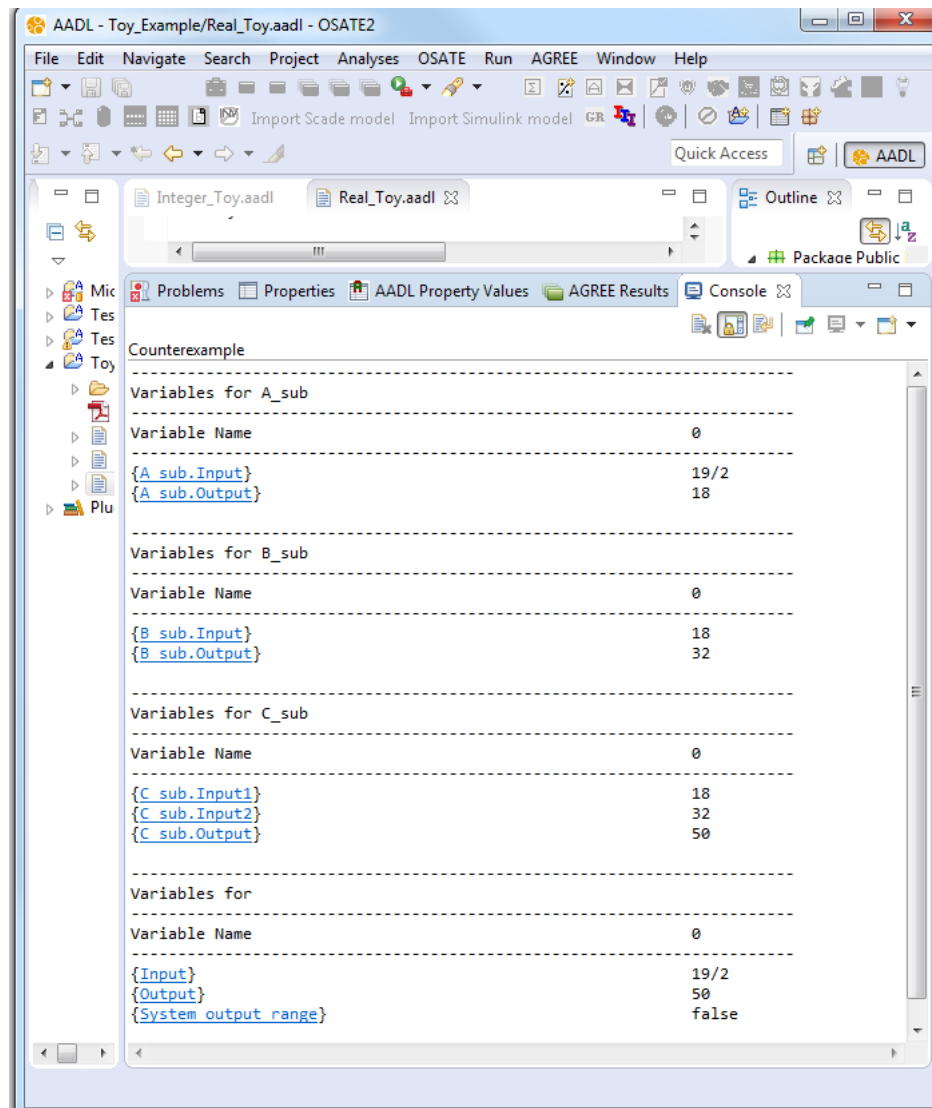 AADL - Toy_Example/Real_Toy.aadl - OSATE2
File Edit Navigate Search Project Analyses OSATE Run AGREE Window Help
Import Scade model Import Simulink model GR
Quick Access AADL
Integer_Toy.aadl Real_Toy.aadl Outline
Package Public
Mic Problems Properties AADL Property Values AGREE Results Console
Tes
Tes
Counterexample
Toy
--------------------------------------------------------------------
Variables for A_sub
--------------------------------------------------------------------
Variable Name 0
--------------------------------------------------------------------
{A_sub.Input} 19/2
{A_sub.Output} 18
Plu
--------------------------------------------------------------------
Variables for B_sub
--------------------------------------------------------------------
Variable Name 0
--------------------------------------------------------------------
{B_sub.Input} 18
{B_sub.Output} 32
--------------------------------------------------------------------
Variables for C_sub
--------------------------------------------------------------------
Variable Name 0
--------------------------------------------------------------------
{C_sub.Input1} 18
{C_sub.Input2} 32
{C_sub.Output} 50
--------------------------------------------------------------------
Variables for
--------------------------------------------------------------------
Variable Name 0
--------------------------------------------------------------------
{Input} 19/2
{Output} 50
{System output range} false